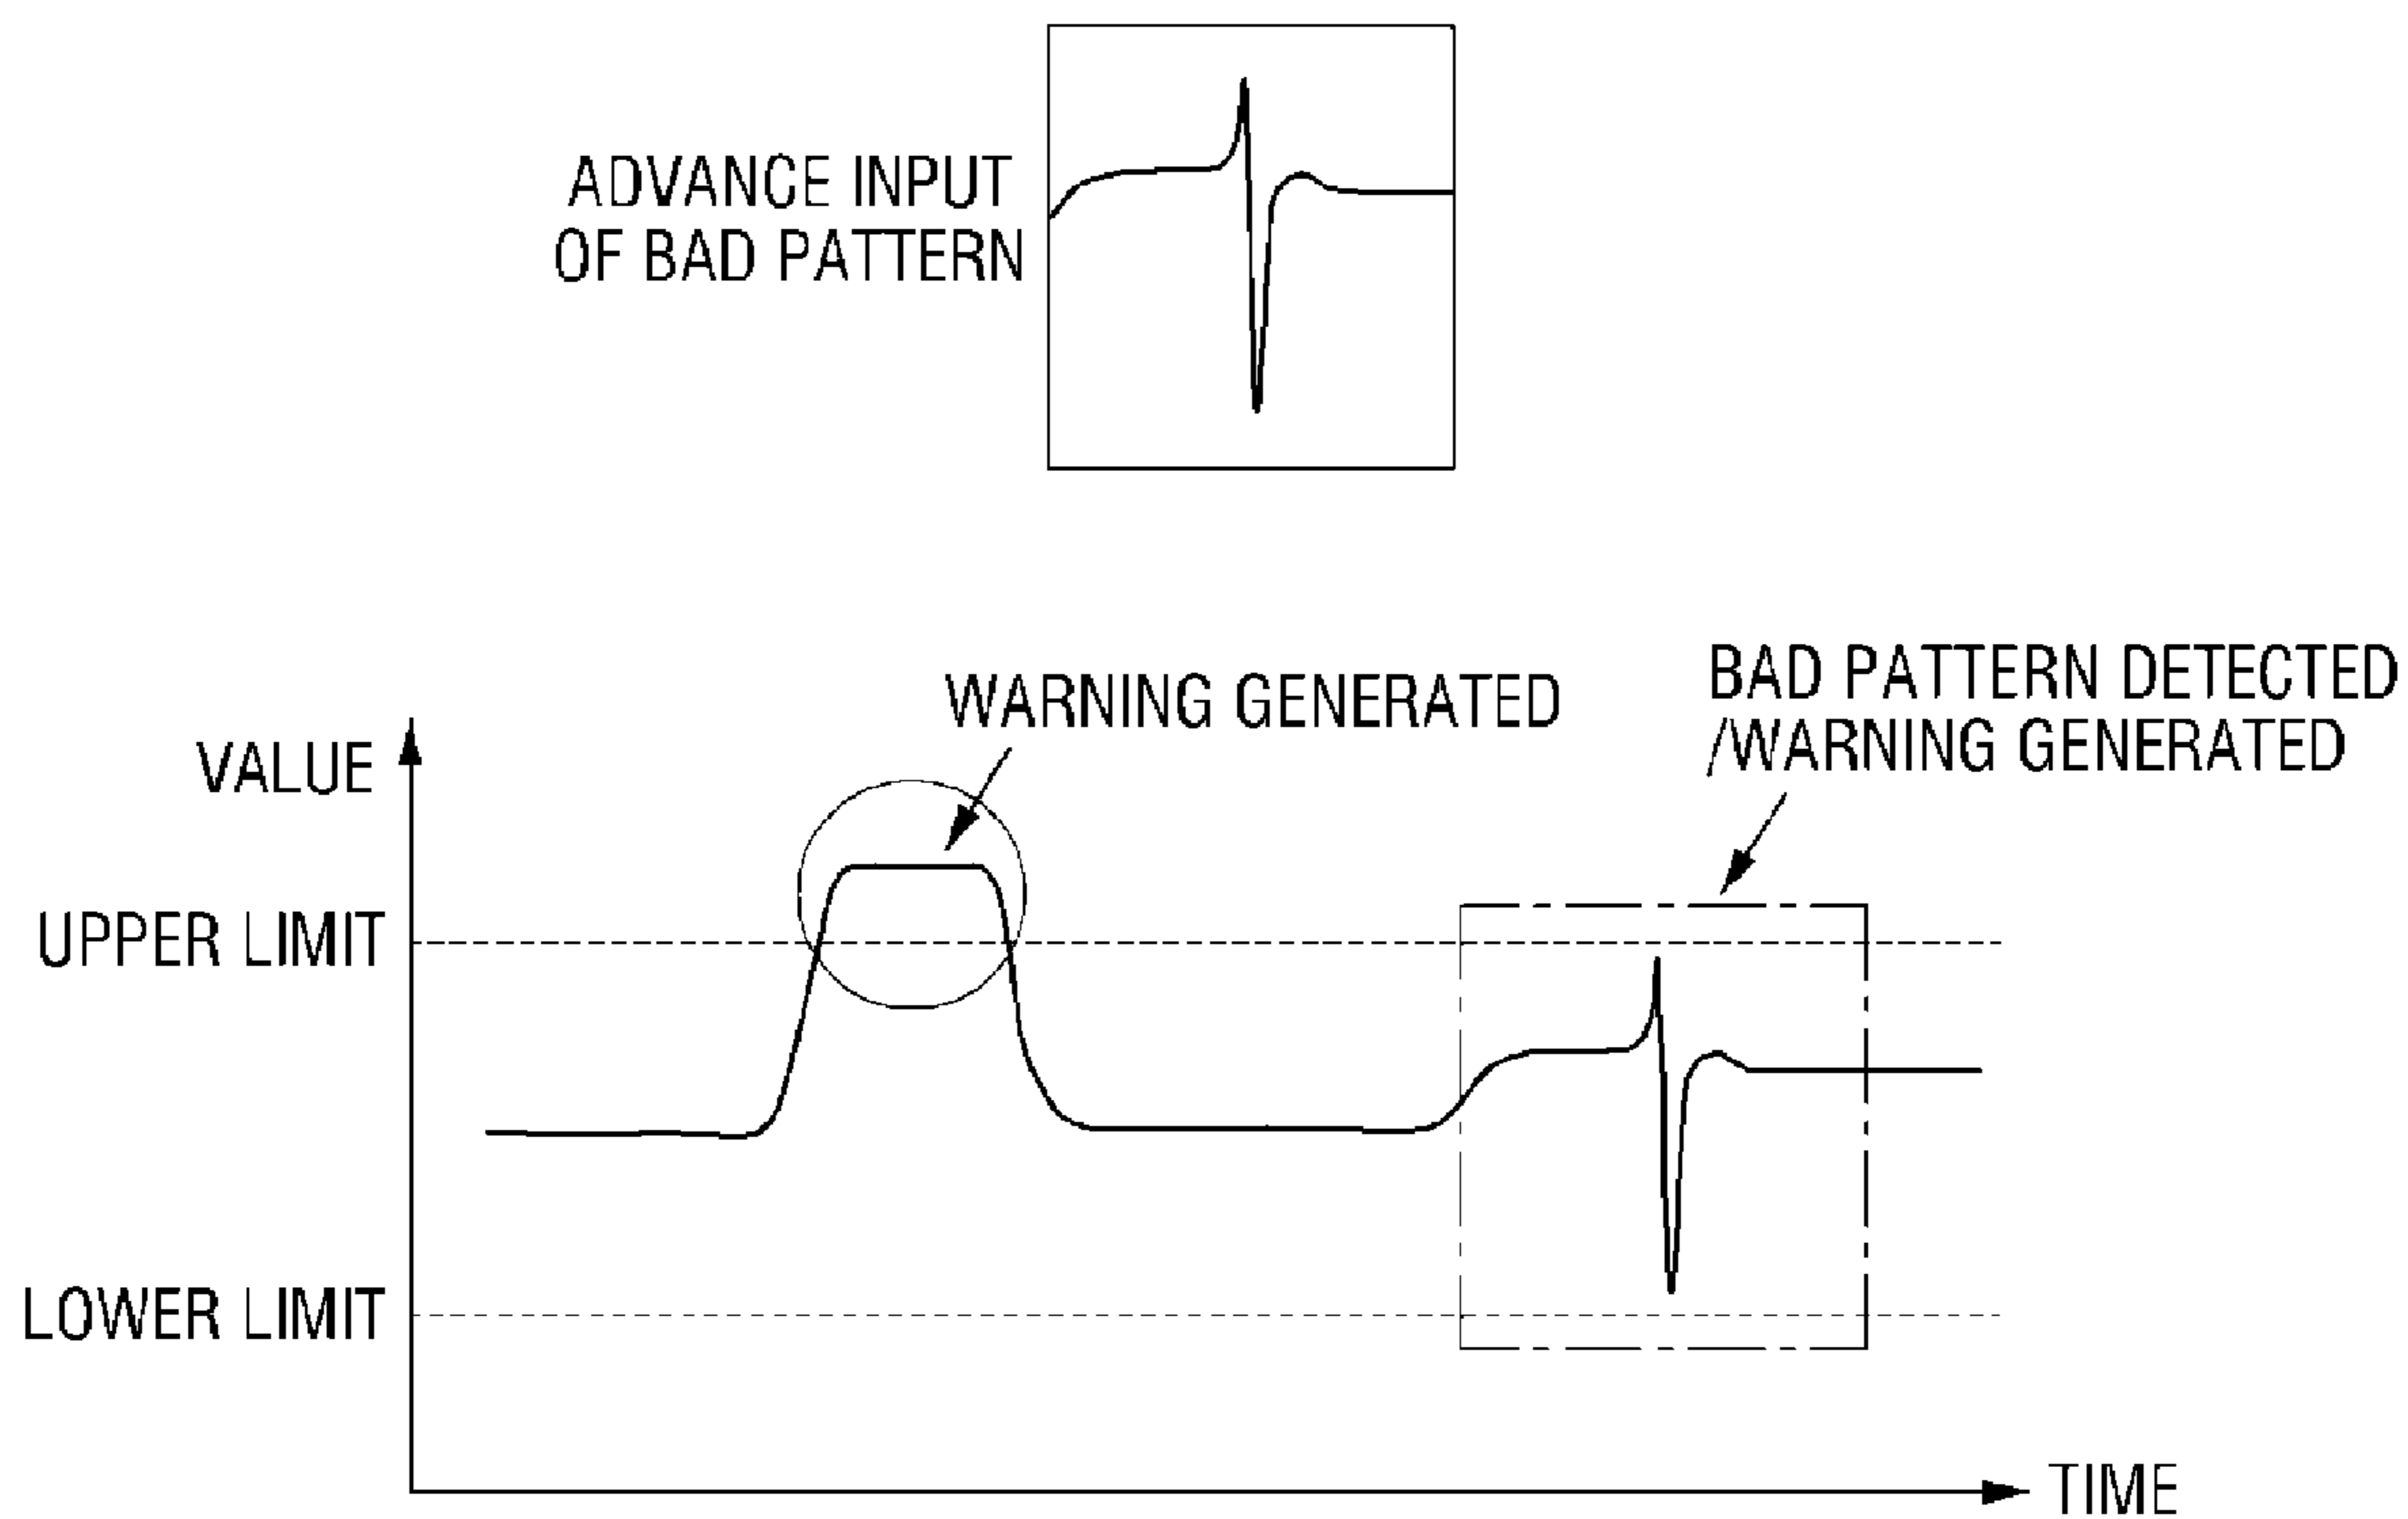 ADVANCE INPUT
OF BAD PATTERN
WARNING GENERATED
BAD PATTERN DETECTED
/WARNING GENERATED
VALUE
UPPER LIMIT
LOWER LIMIT
TIME